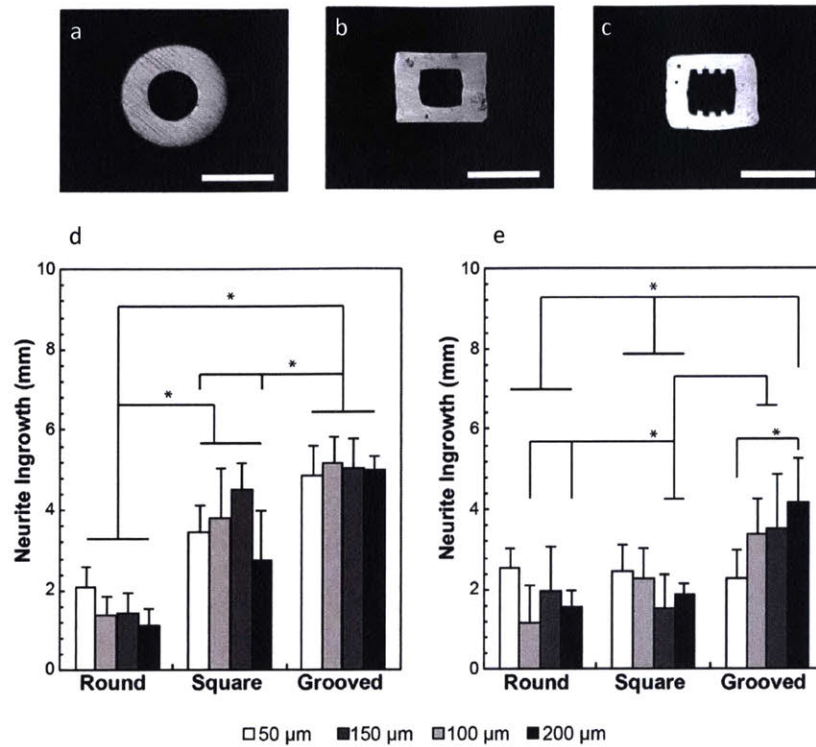 a
b
c
d
e
10
8
6
4
2
0
Neurite Ingrowth (mm)
*
*
*
Round Square Grooved
10
8
6
4
2
0
Neurite Ingrowth (mm)
*
*
*
Round Square Grooved
50 µm 150 µm 100 µm 200 µm